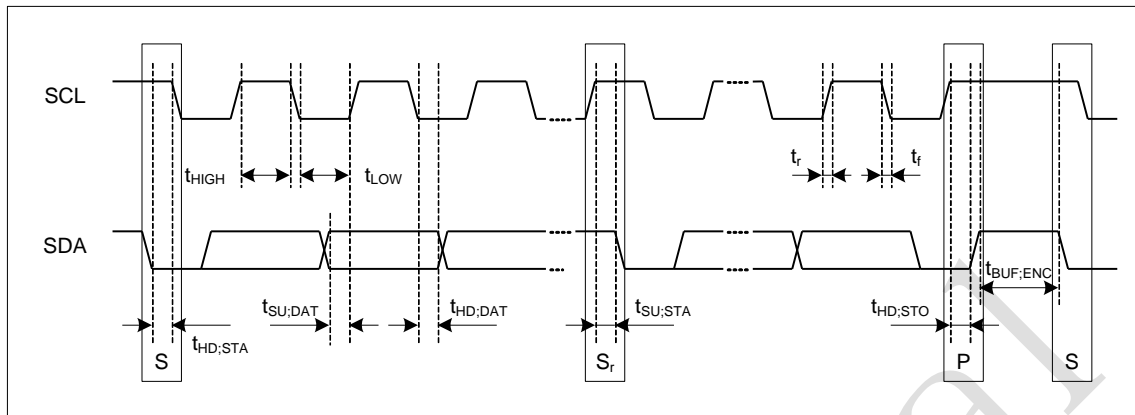 SCL
tHIGH
tLOW
tr
tf
SDA
tSU;DAT
tHD;DAT
tSU;STA
tHD;STO
tBUF;ENC
tHD;STA
S
Sr
P
S